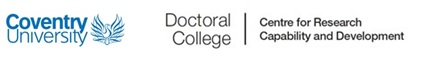 Coventry
University
Doctoral
College
Centre for Research
Capability and Development